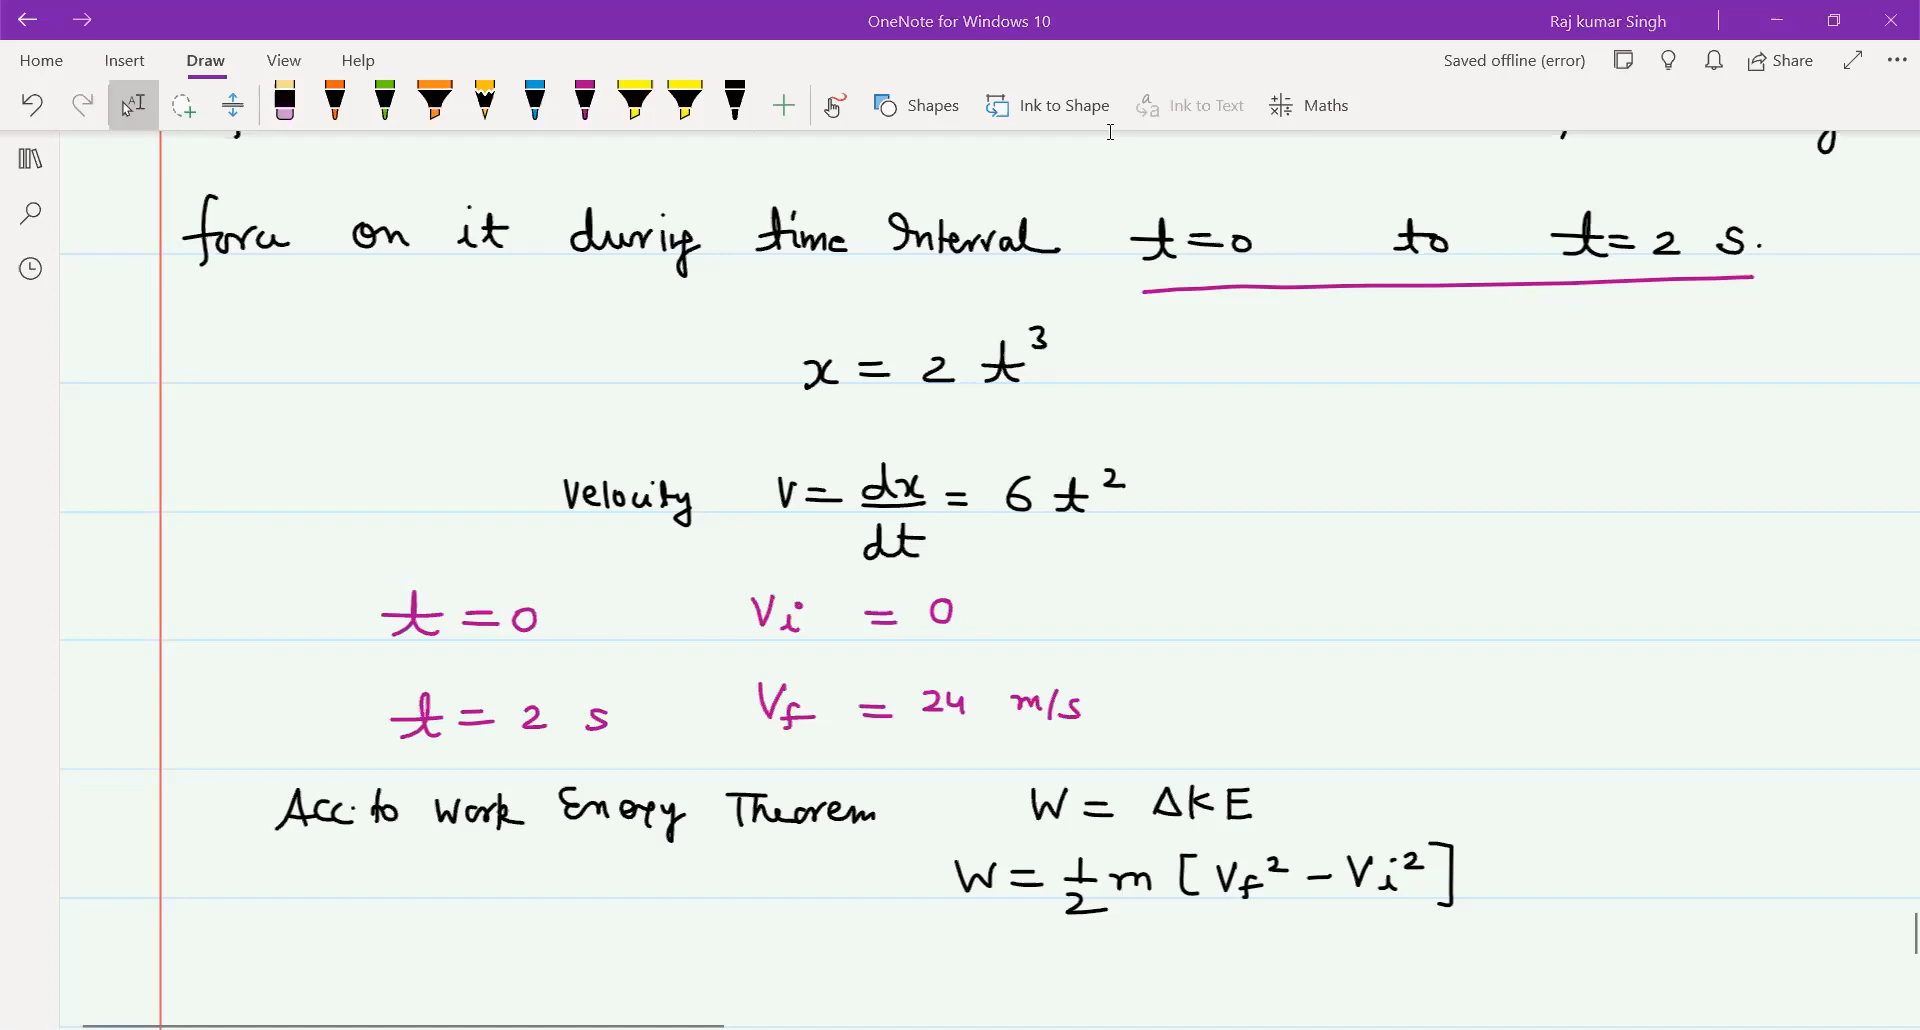 OneNote for Windows 10
Raj kumar Singh
Home Insert Draw View Help
Saved offline (error) Share
Shapes Ink to Shape Ink to Text Maths
force on it during time Interval t=0 to t=2 s.
x = 2 t³
Velocity v = dx/dt = 6 t²
t=0 Vi = 0
t=2 s Vf = 24 m/s
Acc. to Work Energy Theorem W = ΔKE
W = 1/2 m [Vf² - Vi²]